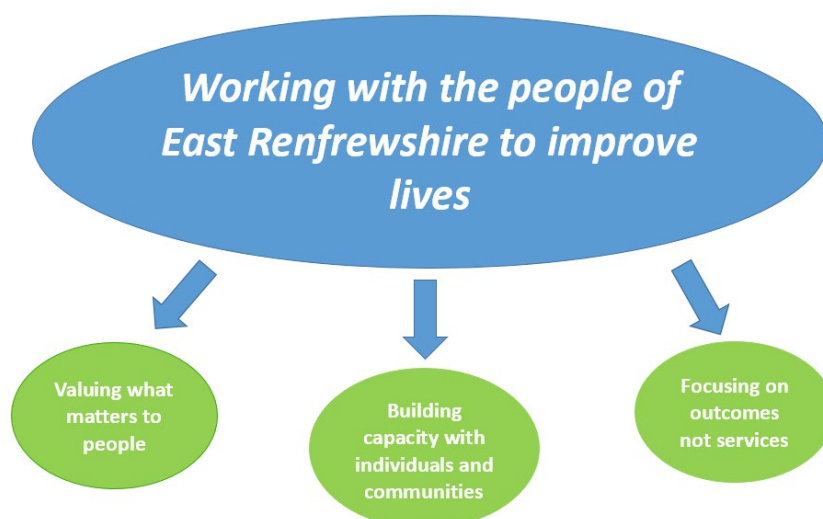 Working with the people of
East Renfrewshire to improve
lives
Valuing what
matters to
people
Building
capacity with
individuals and
communities
Focusing on
outcomes
not services